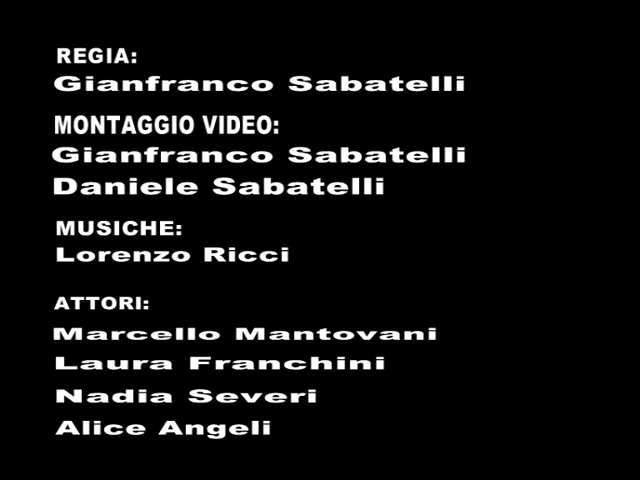 REGIA:
Gianfranco Sabatelli
MONTAGGIO VIDEO:
Gianfranco Sabatelli
Daniele Sabatelli
MUSICHE:
Lorenzo Ricci
ATTORI:
Marcello Mantovani
Laura Franchini
Nadia Severi
Alice Angeli